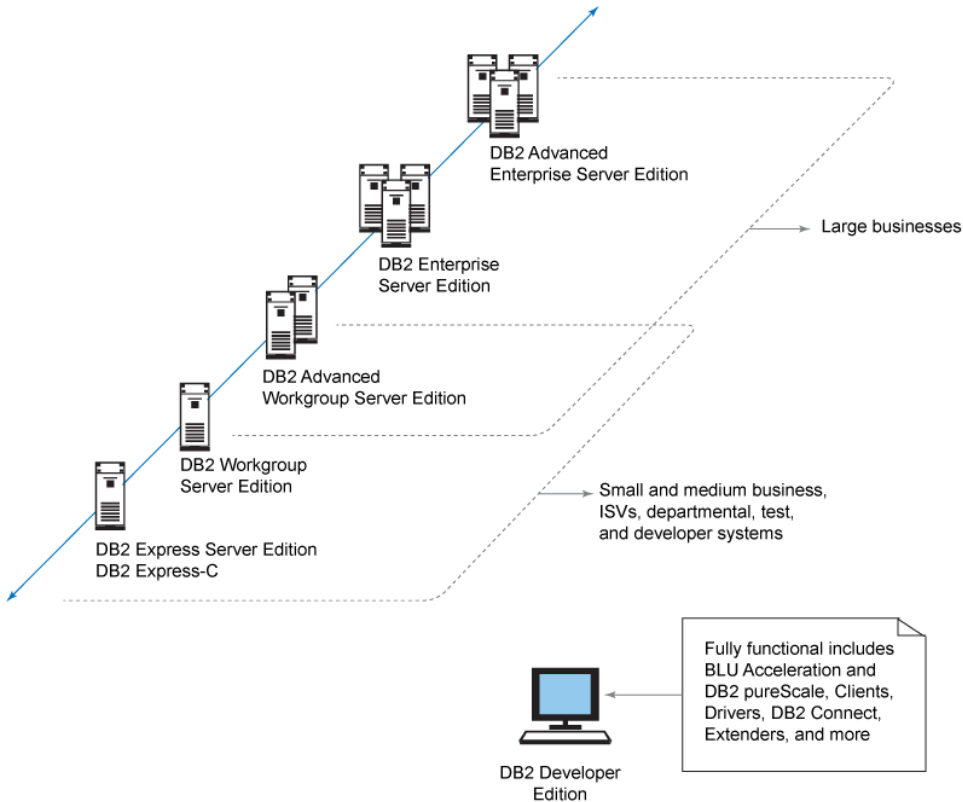 DB2 Advanced
Enterprise Server Edition
Large businesses
DB2 Enterprise
Server Edition
DB2 Advanced
Workgroup Server Edition
DB2 Workgroup
Server Edition
Small and medium business,
ISVs, departmental, test,
and developer systems
DB2 Express Server Edition
DB2 Express-C
Fully functional includes
BLU Acceleration and
DB2 pureScale, Clients,
Drivers, DB2 Connect,
Extenders, and more
DB2 Developer
Edition